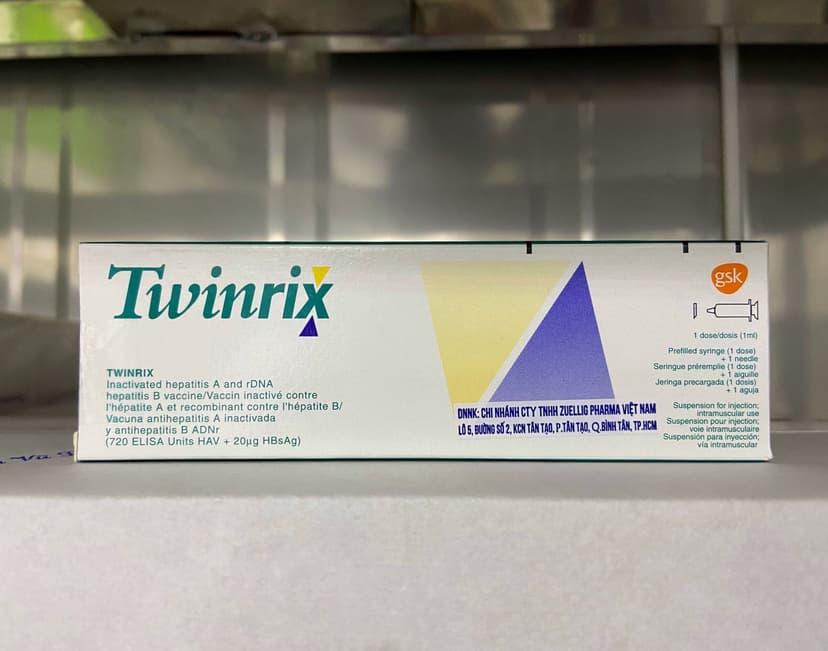 Twinrix
gsk
1 dose/dosis (1ml)
Prefilled syringe (1 dose)
+ 1 needle
Seringue préremplie (1 dose)
+ 1 aiguille
Jeringa precargada (1 dosis)
+ 1 aguja
TWINRIX
Inactivated hepatitis A and rDNA
hepatitis B vaccine/Vaccin inactivé contre
l'hépatite A et recombinant contre l'hépatite B/
Vacuna antihepatitis A inactivada
y antihepatitis B ADNr
(720 ELISA Units HAV + 20µg HBsAg)
DNNK: CHI NHÁNH CTY TNHH ZUELLIG PHARMA VIỆT NAM
LÔ 5, ĐƯỜNG SỐ 2, KCN TÂN TẠO, P.TÂN TẠO, Q.BÌNH TÂN, TP.HCM
Suspension for injection;
intramuscular use
Suspension pour injection;
voie intramusculaire
Suspensión para inyección;
vía intramuscular